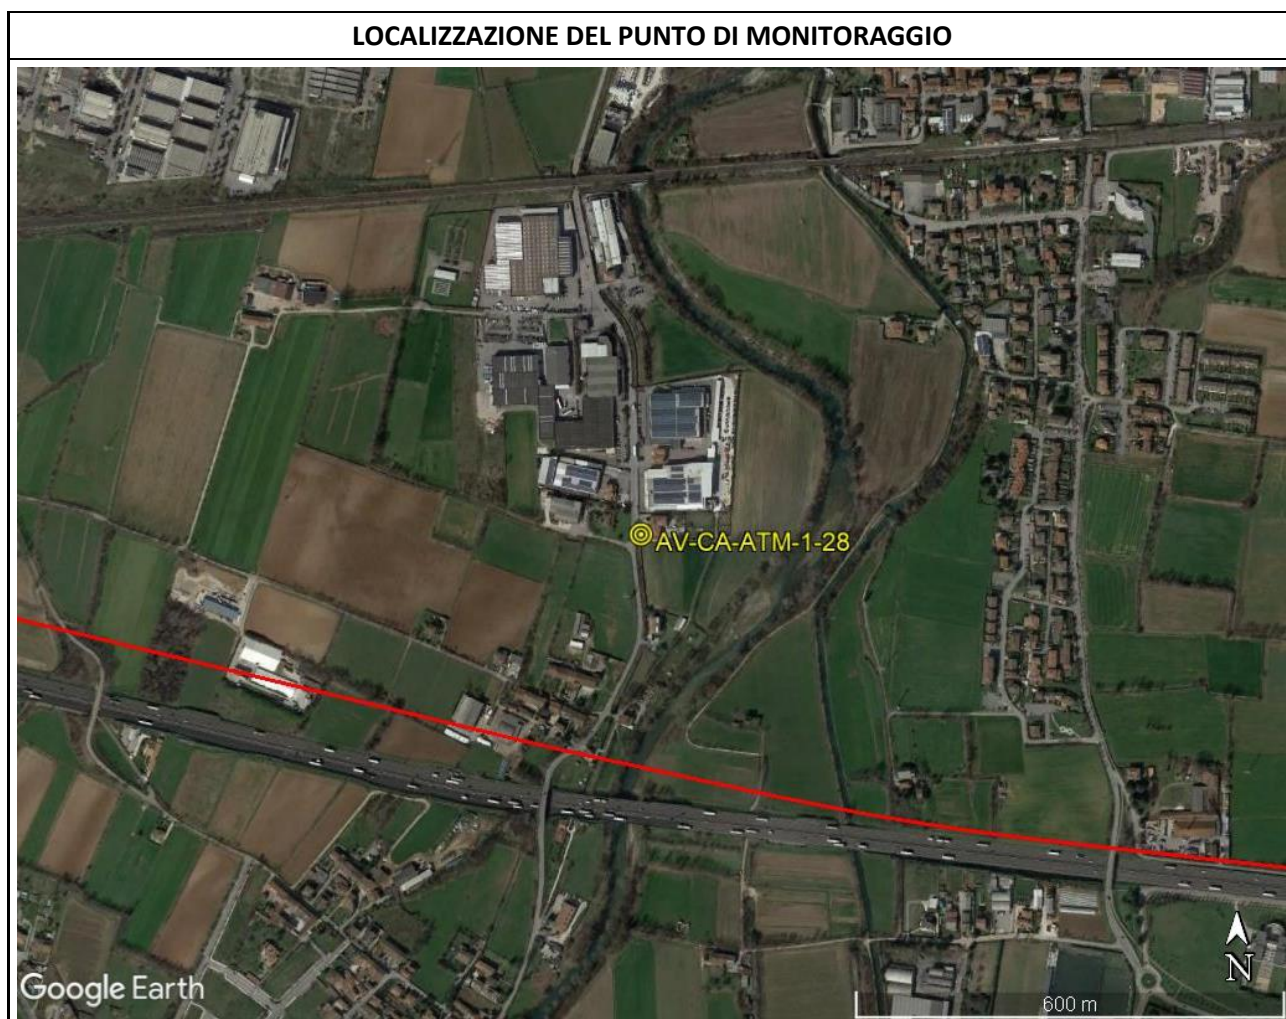 LOCALIZZAZIONE DEL PUNTO DI MONITORAGGIO
AV-CA-ATM-1-28
N
Google Earth
600 m